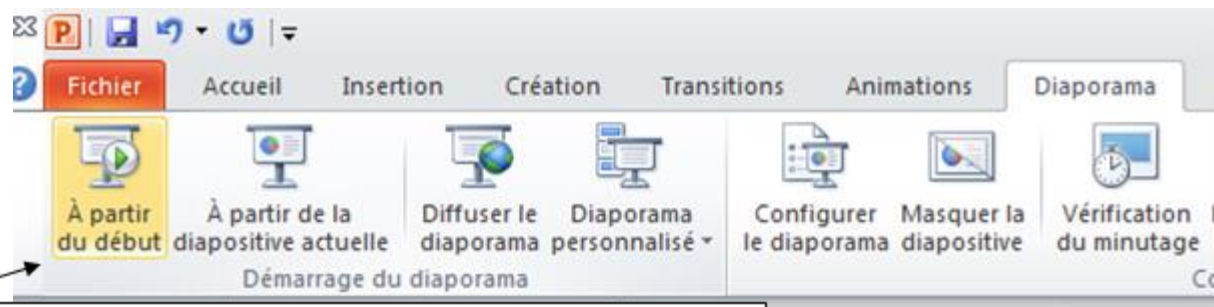 Fichier Accueil Insertion Création Transitions Animations Diaporama
À partir du début
À partir de la diapositive actuelle
Diffuser le diaporama
Diaporama personnalisé
Configurer le diaporama
Masquer la diapositive
Vérification du minutage
Démarrage du diaporama